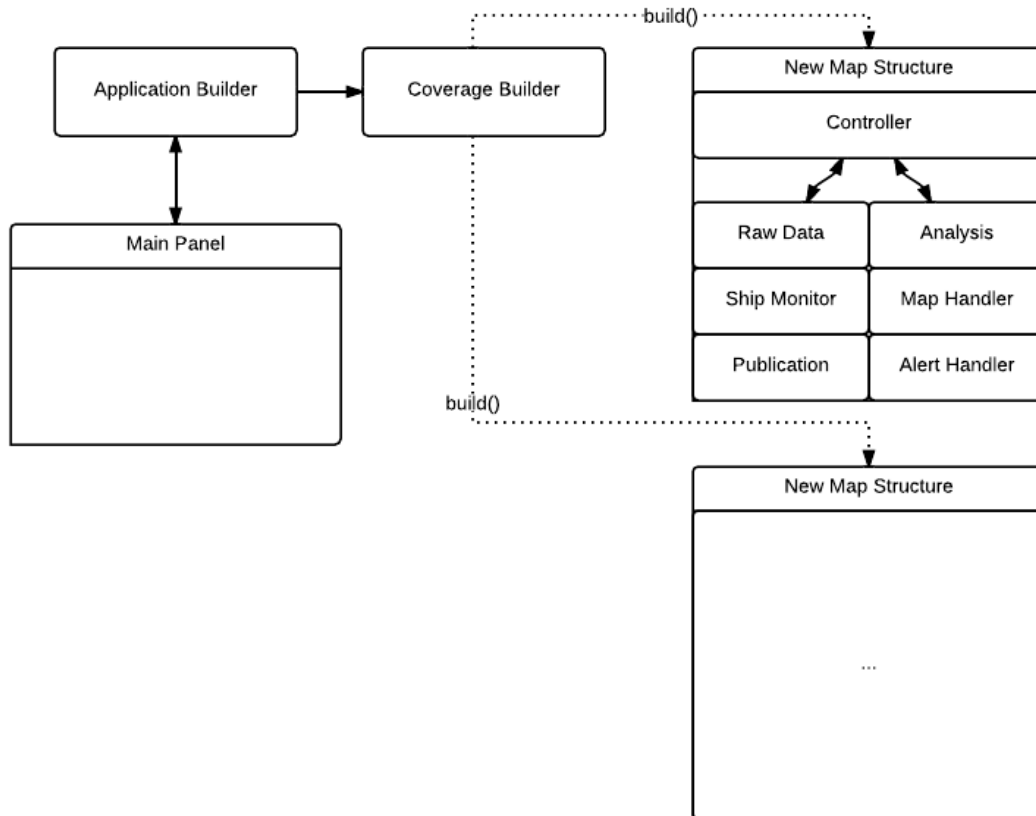 build()
Application Builder
Coverage Builder
New Map Structure
Controller
Main Panel
Raw Data
Analysis
Ship Monitor
Map Handler
Publication
Alert Handler
build()
New Map Structure
...